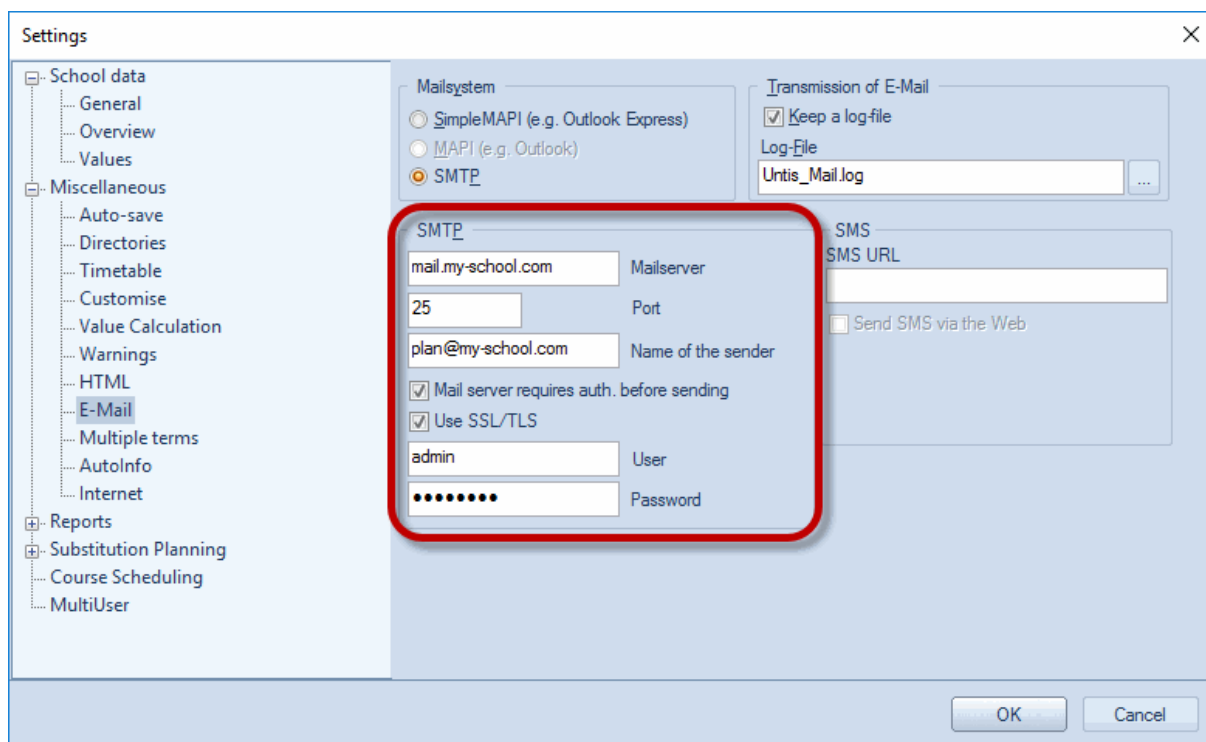 Settings
School data
General
Overview
Values
Miscellaneous
Auto-save
Directories
Timetable
Customise
Value Calculation
Warnings
HTML
E-Mail
Multiple terms
AutoInfo
Internet
Reports
Substitution Planning
Course Scheduling
MultiUser
Mailsystem
SimpleMAPI (e.g. Outlook Express)
MAPI (e.g. Outlook)
SMTP
Transmission of E-Mail
Keep a log-file
Log-File
Untis_Mail.log
...
SMTP
mail.my-school.com Mailserver
25 Port
plan@my-school.com Name of the sender
Mail server requires auth. before sending
Use SSL/TLS
admin User
●●●●●●●● Password
SMS
SMS URL
Send SMS via the Web
OK Cancel